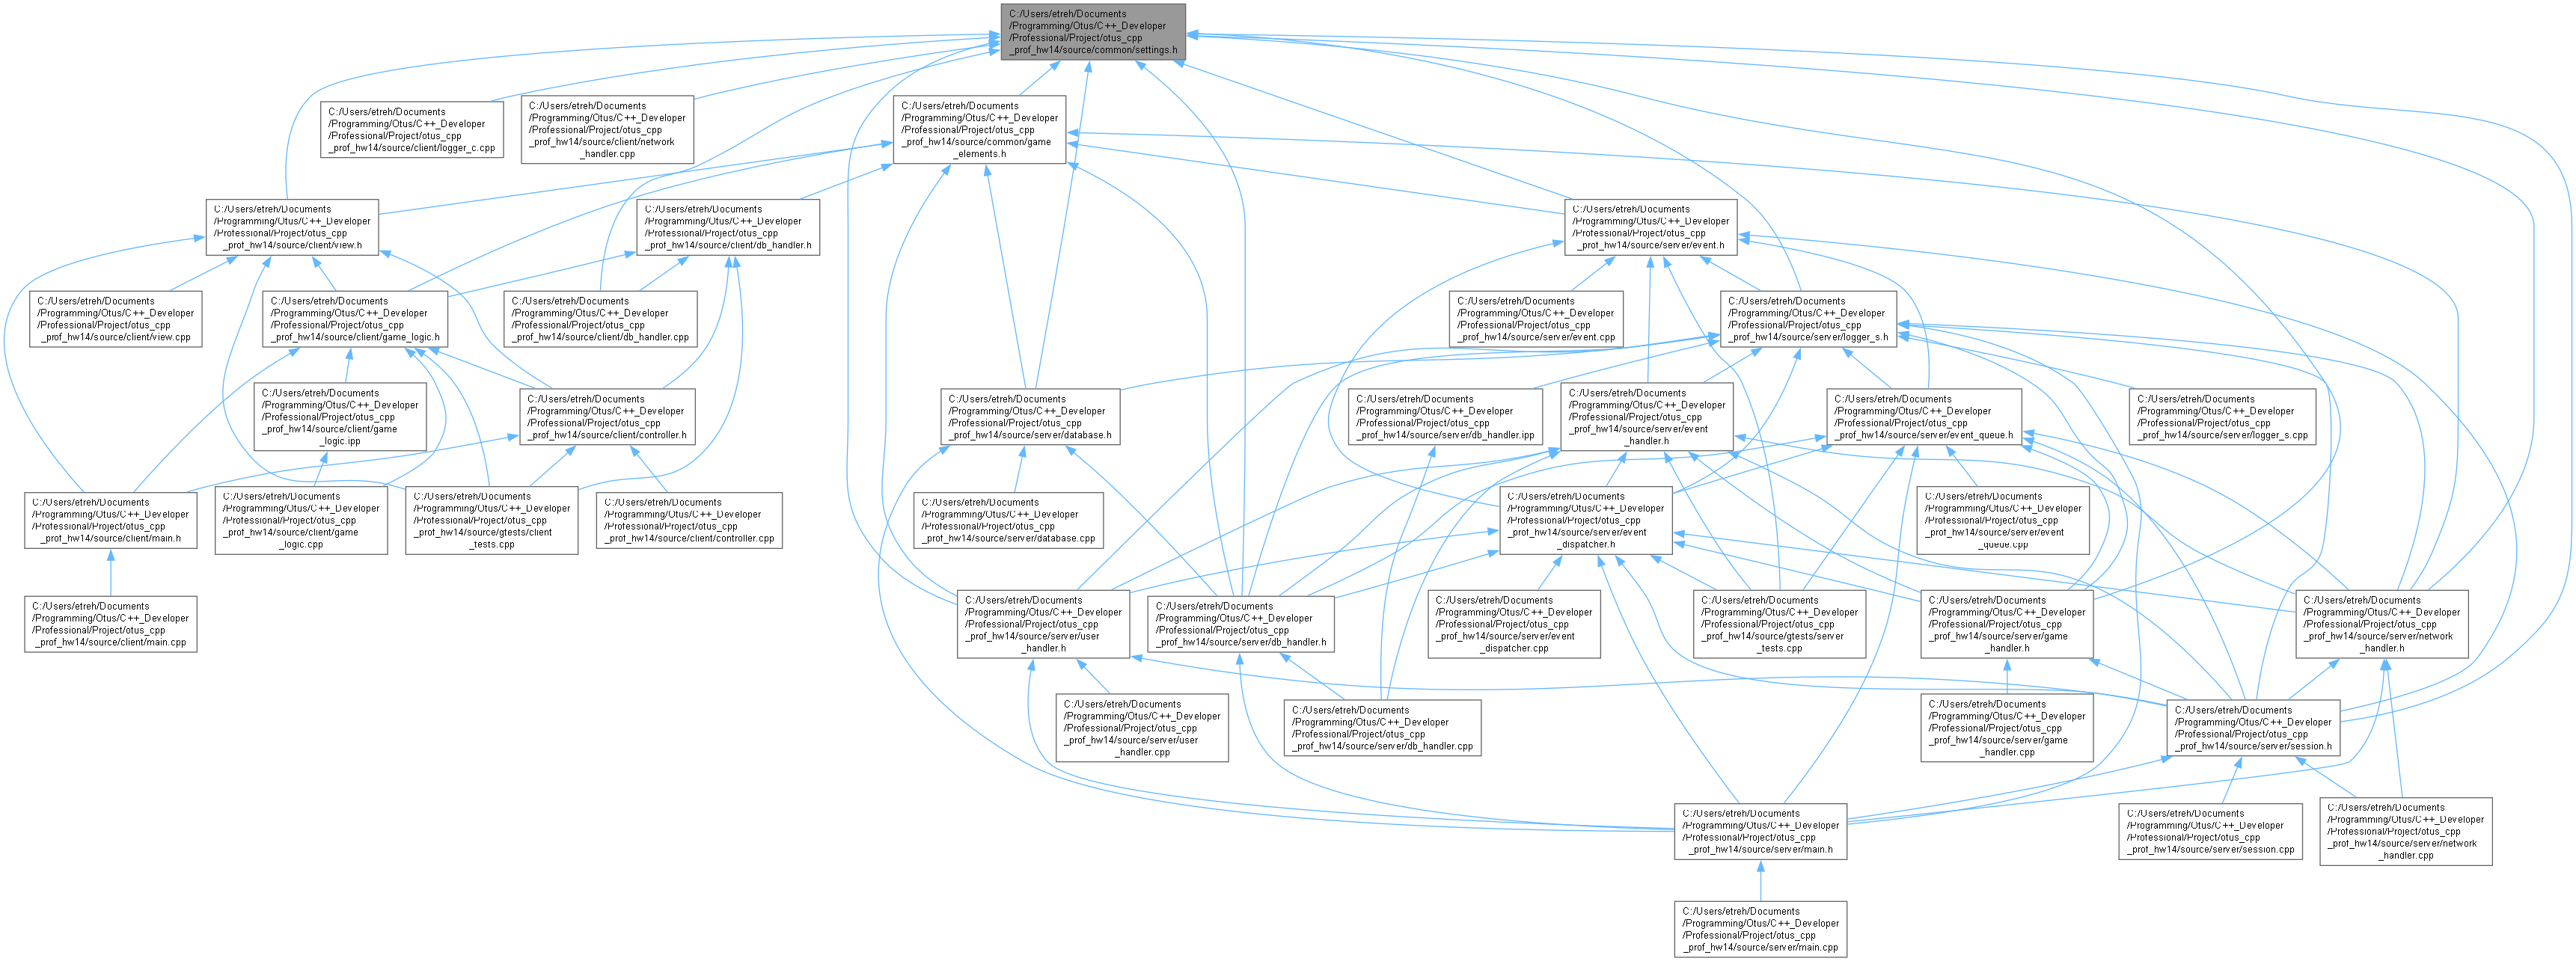 C:/Users/etreh/Documents
/Programming/Otus/C++_Developer
/Professional/Project/otus_cpp
_prof_hw14/source/common/settings.h
C:/Users/etreh/Documents
/Programming/Otus/C++_Developer
/Professional/Project/otus_cpp
_prof_hw14/source/client/logger_c.cpp
C:/Users/etreh/Documents
/Programming/Otus/C++_Developer
/Professional/Project/otus_cpp
_prof_hw14/source/client/network
_handler.cpp
C:/Users/etreh/Documents
/Programming/Otus/C++_Developer
/Professional/Project/otus_cpp
_prof_hw14/source/common/game
_elements.h
C:/Users/etreh/Documents
/Programming/Otus/C++_Developer
/Professional/Project/otus_cpp
_prof_hw14/source/client/view.h
C:/Users/etreh/Documents
/Programming/Otus/C++_Developer
/Professional/Project/otus_cpp
_prof_hw14/source/client/db_handler.h
C:/Users/etreh/Documents
/Programming/Otus/C++_Developer
/Professional/Project/otus_cpp
_prof_hw14/source/server/event.h
C:/Users/etreh/Documents
/Programming/Otus/C++_Developer
/Professional/Project/otus_cpp
_prof_hw14/source/client/view.cpp
C:/Users/etreh/Documents
/Programming/Otus/C++_Developer
/Professional/Project/otus_cpp
_prof_hw14/source/client/game_logic.h
C:/Users/etreh/Documents
/Programming/Otus/C++_Developer
/Professional/Project/otus_cpp
_prof_hw14/source/client/db_handler.cpp
C:/Users/etreh/Documents
/Programming/Otus/C++_Developer
/Professional/Project/otus_cpp
_prof_hw14/source/server/event.cpp
C:/Users/etreh/Documents
/Programming/Otus/C++_Developer
/Professional/Project/otus_cpp
_prof_hw14/source/server/logger_s.h
C:/Users/etreh/Documents
/Programming/Otus/C++_Developer
/Professional/Project/otus_cpp
_prof_hw14/source/client/game
_logic.ipp
C:/Users/etreh/Documents
/Programming/Otus/C++_Developer
/Professional/Project/otus_cpp
_prof_hw14/source/client/controller.h
C:/Users/etreh/Documents
/Programming/Otus/C++_Developer
/Professional/Project/otus_cpp
_prof_hw14/source/server/database.h
C:/Users/etreh/Documents
/Programming/Otus/C++_Developer
/Professional/Project/otus_cpp
_prof_hw14/source/server/db_handler.ipp
C:/Users/etreh/Documents
/Programming/Otus/C++_Developer
/Professional/Project/otus_cpp
_prof_hw14/source/server/event
_handler.h
C:/Users/etreh/Documents
/Programming/Otus/C++_Developer
/Professional/Project/otus_cpp
_prof_hw14/source/server/event_queue.h
C:/Users/etreh/Documents
/Programming/Otus/C++_Developer
/Professional/Project/otus_cpp
_prof_hw14/source/server/logger_s.cpp
C:/Users/etreh/Documents
/Programming/Otus/C++_Developer
/Professional/Project/otus_cpp
_prof_hw14/source/client/main.h
C:/Users/etreh/Documents
/Programming/Otus/C++_Developer
/Professional/Project/otus_cpp
_prof_hw14/source/client/game
_logic.cpp
C:/Users/etreh/Documents
/Programming/Otus/C++_Developer
/Professional/Project/otus_cpp
_prof_hw14/source/gtests/client
_tests.cpp
C:/Users/etreh/Documents
/Programming/Otus/C++_Developer
/Professional/Project/otus_cpp
_prof_hw14/source/client/controller.cpp
C:/Users/etreh/Documents
/Programming/Otus/C++_Developer
/Professional/Project/otus_cpp
_prof_hw14/source/server/database.cpp
C:/Users/etreh/Documents
/Programming/Otus/C++_Developer
/Professional/Project/otus_cpp
_prof_hw14/source/server/event
_dispatcher.h
C:/Users/etreh/Documents
/Programming/Otus/C++_Developer
/Professional/Project/otus_cpp
_prof_hw14/source/server/event
_queue.cpp
C:/Users/etreh/Documents
/Programming/Otus/C++_Developer
/Professional/Project/otus_cpp
_prof_hw14/source/client/main.cpp
C:/Users/etreh/Documents
/Programming/Otus/C++_Developer
/Professional/Project/otus_cpp
_prof_hw14/source/server/user
_handler.h
C:/Users/etreh/Documents
/Programming/Otus/C++_Developer
/Professional/Project/otus_cpp
_prof_hw14/source/server/db_handler.h
C:/Users/etreh/Documents
/Programming/Otus/C++_Developer
/Professional/Project/otus_cpp
_prof_hw14/source/server/event
_dispatcher.cpp
C:/Users/etreh/Documents
/Programming/Otus/C++_Developer
/Professional/Project/otus_cpp
_prof_hw14/source/gtests/server
_tests.cpp
C:/Users/etreh/Documents
/Programming/Otus/C++_Developer
/Professional/Project/otus_cpp
_prof_hw14/source/server/game
_handler.h
C:/Users/etreh/Documents
/Programming/Otus/C++_Developer
/Professional/Project/otus_cpp
_prof_hw14/source/server/network
_handler.h
C:/Users/etreh/Documents
/Programming/Otus/C++_Developer
/Professional/Project/otus_cpp
_prof_hw14/source/server/user
_handler.cpp
C:/Users/etreh/Documents
/Programming/Otus/C++_Developer
/Professional/Project/otus_cpp
_prof_hw14/source/server/db_handler.cpp
C:/Users/etreh/Documents
/Programming/Otus/C++_Developer
/Professional/Project/otus_cpp
_prof_hw14/source/server/game
_handler.cpp
C:/Users/etreh/Documents
/Programming/Otus/C++_Developer
/Professional/Project/otus_cpp
_prof_hw14/source/server/session.h
C:/Users/etreh/Documents
/Programming/Otus/C++_Developer
/Professional/Project/otus_cpp
_prof_hw14/source/server/main.h
C:/Users/etreh/Documents
/Programming/Otus/C++_Developer
/Professional/Project/otus_cpp
_prof_hw14/source/server/session.cpp
C:/Users/etreh/Documents
/Programming/Otus/C++_Developer
/Professional/Project/otus_cpp
_prof_hw14/source/server/network
_handler.cpp
C:/Users/etreh/Documents
/Programming/Otus/C++_Developer
/Professional/Project/otus_cpp
_prof_hw14/source/server/main.cpp